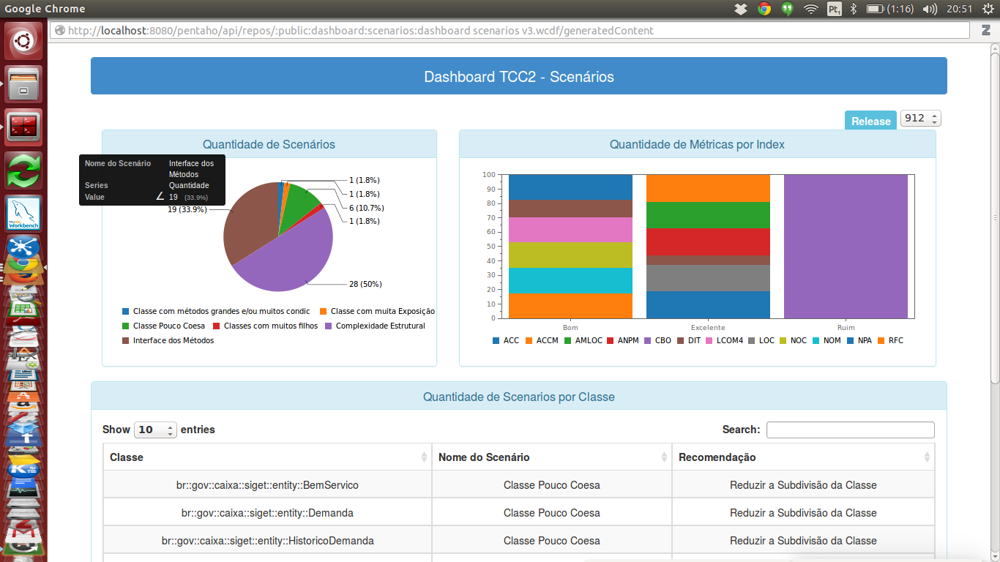 Google Chrome
Pt1
(1:16)
20:51
http://localhost:8080/pentaho/api/repos/:public:dashboard:scenarios:dashboard scenarios v3.wcdf/generatedContent
Z
Dashboard TCC2 - Scenários
Release
912
Quantidade de Scenários
Nome do Scenário Interface dos
Métodos
Series Quantidade
Value ∠ 19 (33.9%)
19 (33.9%)
1 (1.8%)
1 (1.8%)
6 (10.7%)
1 (1.8%)
28 (50%)
Classe com métodos grandes e/ou muitos condic
Classe com muita Exposição
Classe Pouco Coesa
Classes com muitos filhos
Complexidade Estrutural
Interface dos Métodos
Quantidade de Métricas por Index
100
90
80
70
60
50
40
30
20
10
0
Bom
Excelente
Ruim
ACC ACCM AMLOC ANPM CBO DIT LCOM4 LOC NOC NOM NPA RFC
Quantidade de Scenarios por Classe
Show 10 entries
Search:
Classe Nome do Scenário Recomendação
br::gov::caixa::siget::entity::BemServico Classe Pouco Coesa Reduzir a Subdivisão da Classe
br::gov::caixa::siget::entity::Demanda Classe Pouco Coesa Reduzir a Subdivisão da Classe
br::gov::caixa::siget::entity::HistoricoDemanda Classe Pouco Coesa Reduzir a Subdivisão da Classe
Workbench